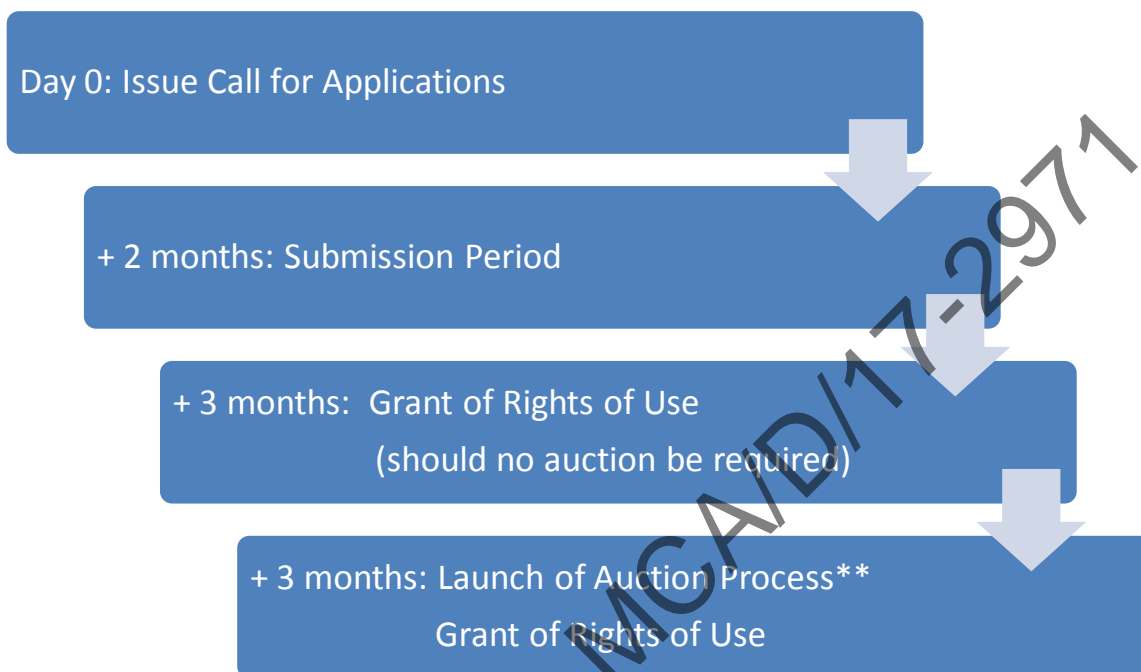 Day 0: Issue Call for Applications
+ 2 months: Submission Period
+ 3 months: Grant of Rights of Use
(should no auction be required)
+ 3 months: Launch of Auction Process**
Grant of Rights of Use
MCA/D/17-2971